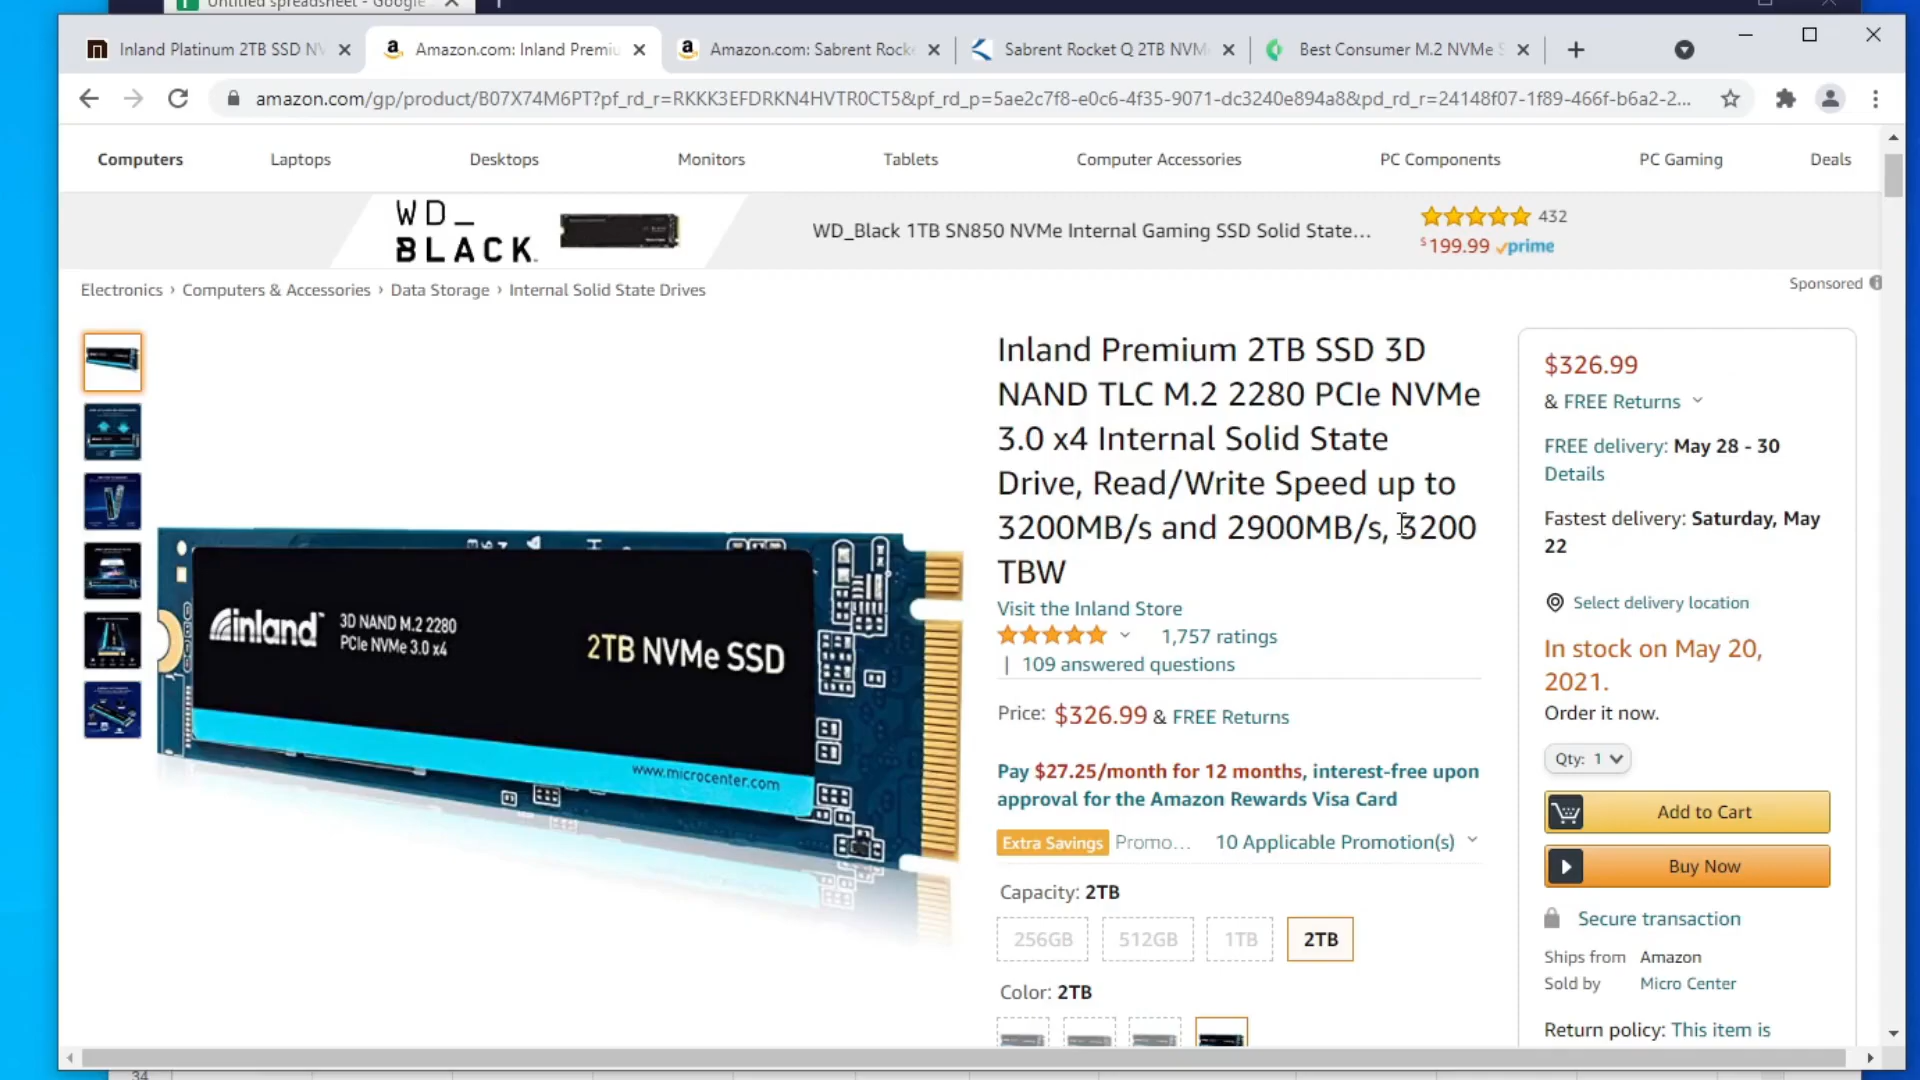 Untitled spreadsheet - Google
Inland Platinum 2TB SSD NV
Amazon.com: Inland Premiu
Amazon.com: Sabrent Rock
Sabrent Rocket Q 2TB NVM
Best Consumer M.2 NVMe S
amazon.com/gp/product/B07X74M6PT?pf_rd_r=RKKK3EFDRKN4HVTR0CT5&pf_rd_p=5ae2c7f8-e0c6-4f35-9071-dc3240e894a8&pd_rd_r=24148f07-1f89-466f-b6a2-2...
Computers Laptops Desktops Monitors Tablets Computer Accessories PC Components PC Gaming Deals
WD_
BLACK.
WD_Black 1TB SN850 NVMe Internal Gaming SSD Solid State...
432
$199.99 prime
Sponsored
Electronics › Computers & Accessories › Data Storage › Internal Solid State Drives
inland™
3D NAND M.2 2280
PCIe NVMe 3.0 x4
2TB NVMe SSD
www.microcenter.com
Inland Premium 2TB SSD 3D
NAND TLC M.2 2280 PCIe NVMe
3.0 x4 Internal Solid State
Drive, Read/Write Speed up to
3200MB/s and 2900MB/s, 3200
TBW
Visit the Inland Store
1,757 ratings
| 109 answered questions
Price: $326.99 & FREE Returns
Pay $27.25/month for 12 months, interest-free upon
approval for the Amazon Rewards Visa Card
Extra Savings Promo... 10 Applicable Promotion(s)
Capacity: 2TB
256GB 512GB 1TB 2TB
Color: 2TB
$326.99
& FREE Returns
FREE delivery: May 28 - 30
Details
Fastest delivery: Saturday, May
22
Select delivery location
In stock on May 20,
2021.
Order it now.
Qty: 1
Add to Cart
Buy Now
Secure transaction
Ships from Amazon
Sold by Micro Center
Return policy: This item is
34